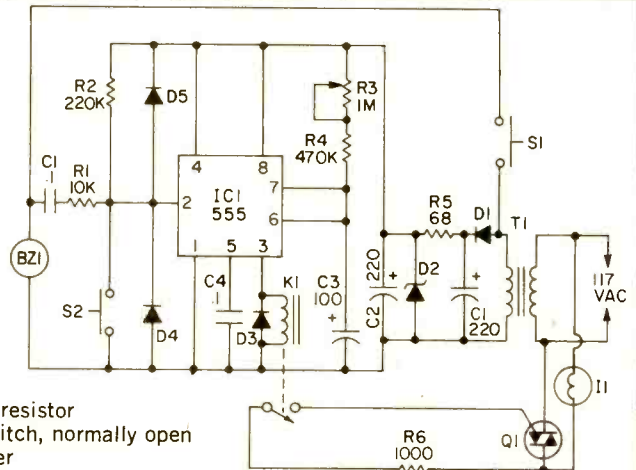 R2
220K
D5
R3
1M
R4
470K
S1
C1
.1
R1
10K
4
8
7
2
IC1
555
6
R5
68
D1
T1
BZ1
1
5
3
K1
C3
100
+
220
+
C2
D2
+
C1
220
117
VAC
S2
D4
C4
.1
D3
I1
resistor
itch, normally open
er
R6
1000
Q1